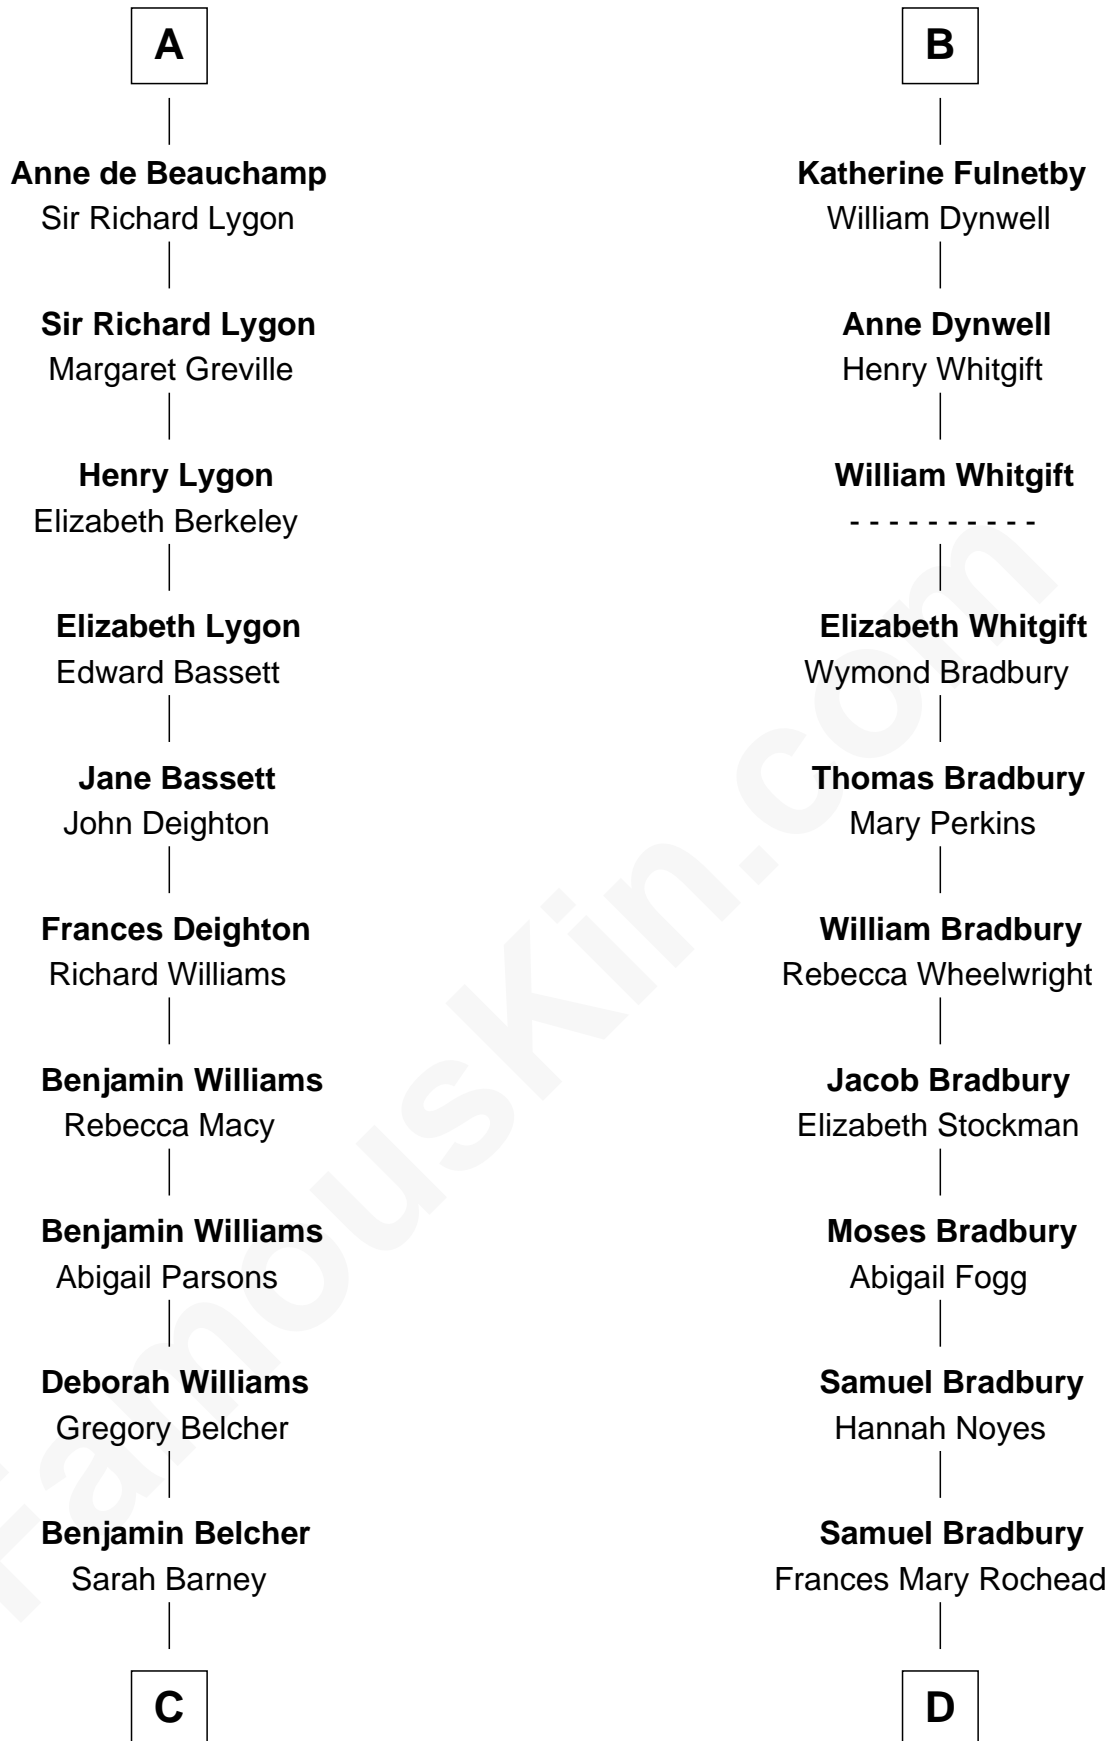 A
Anne de Beauchamp
Sir Richard Lygon
Sir Richard Lygon
Margaret Greville
Henry Lygon
Elizabeth Berkeley
Elizabeth Lygon
Edward Bassett
Jane Bassett
John Deighton
Frances Deighton
Richard Williams
Benjamin Williams
Rebecca Macy
Benjamin Williams
Abigail Parsons
Deborah Williams
Gregory Belcher
Benjamin Belcher
Sarah Barney
C
B
Katherine Fulnetby
William Dynwell
Anne Dynwell
Henry Whitgift
William Whitgift
- - - - - - - - - -
Elizabeth Whitgift
Wymond Bradbury
Thomas Bradbury
Mary Perkins
William Bradbury
Rebecca Wheelwright
Jacob Bradbury
Elizabeth Stockman
Moses Bradbury
Abigail Fogg
Samuel Bradbury
Hannah Noyes
Samuel Bradbury
Frances Mary Rochead
D
FamousKin.com